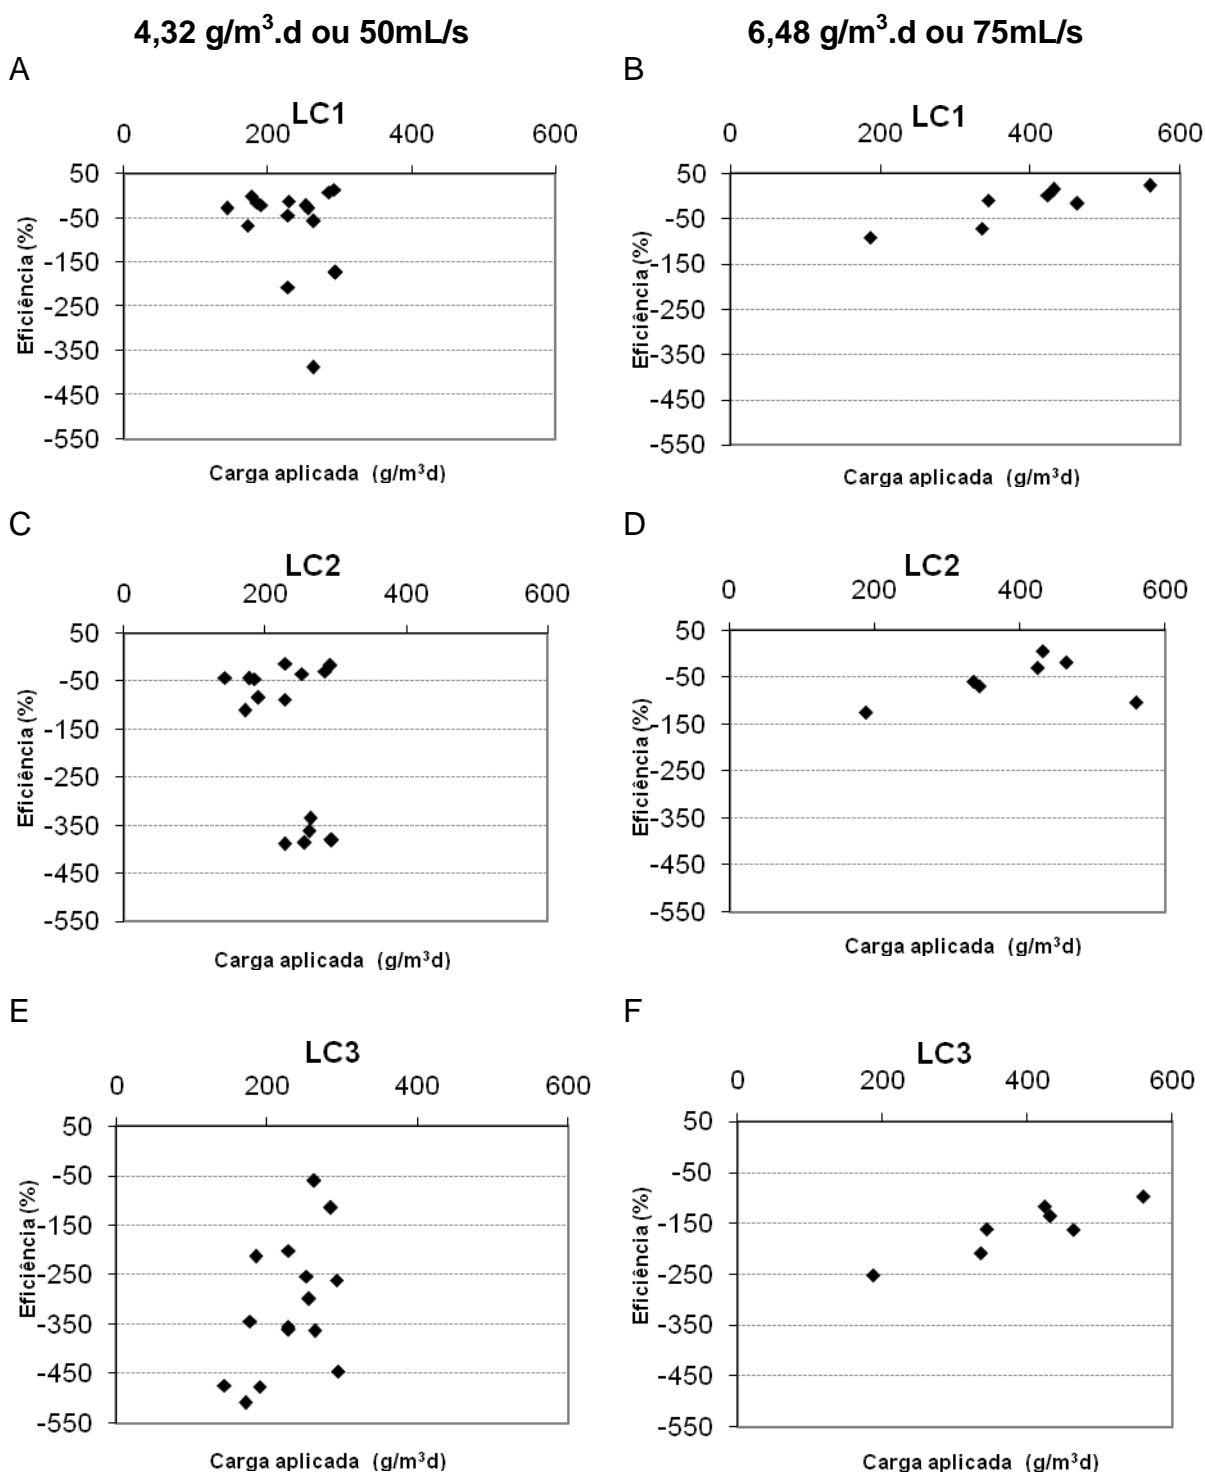 4,32 g/m³.d ou 50mL/s
6,48 g/m³.d ou 75mL/s
A
LC1
0 200 400 600
50
-50
-150
-250
-350
-450
-550
Eficiência (%)
Carga aplicada (g/m³d)
B
LC1
0 200 400 600
50
-50
-150
-250
-350
-450
-550
Eficiência (%)
Carga aplicada (g/m³d)
C
LC2
0 200 400 600
50
-50
-150
-250
-350
-450
-550
Eficiência (%)
Carga aplicada (g/m³d)
D
LC2
0 200 400 600
50
-50
-150
-250
-350
-450
-550
Eficiência (%)
Carga aplicada (g/m³d)
E
LC3
0 200 400 600
50
-50
-150
-250
-350
-450
-550
Eficiência (%)
Carga aplicada (g/m³d)
F
LC3
0 200 400 600
50
-50
-150
-250
-350
-450
-550
Eficiência (%)
Carga aplicada (g/m³d)